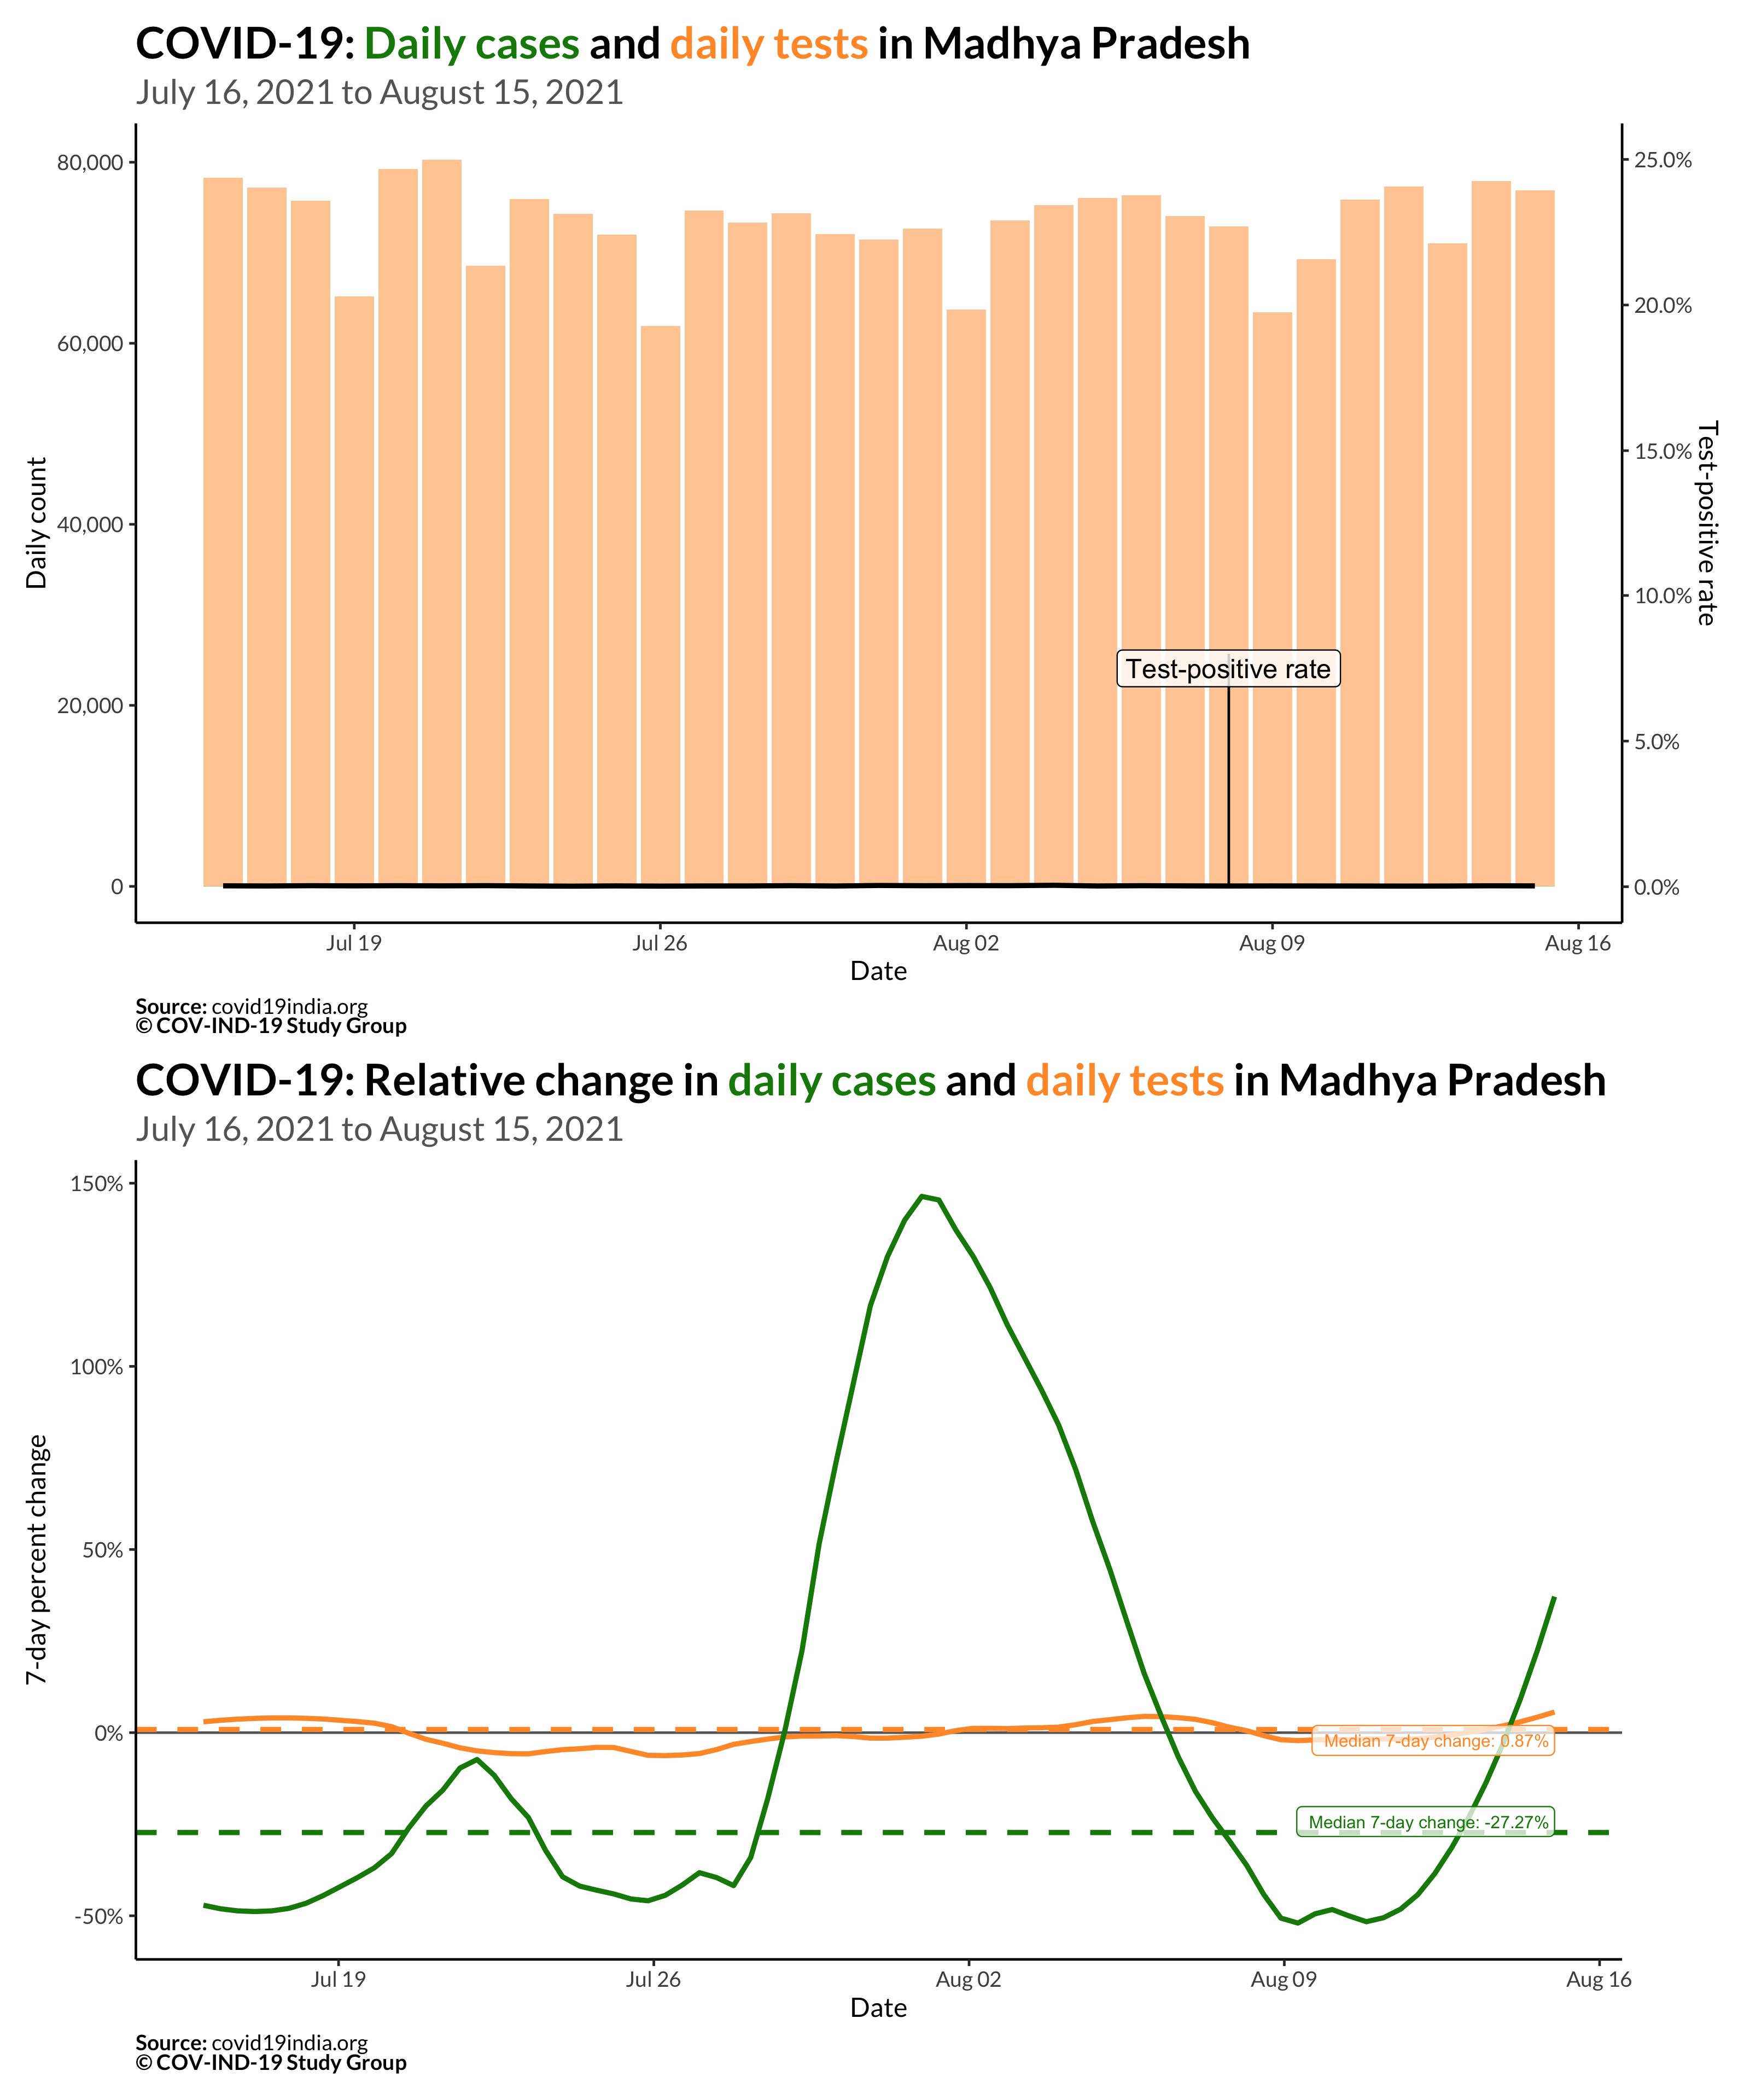 COVID-19: Daily cases and daily tests in Madhya Pradesh
July 16, 2021 to August 15, 2021
80,000
60,000
40,000
20,000
0
Daily count
25.0%
20.0%
15.0%
10.0%
5.0%
0.0%
Test-positive rate
Test-positive rate
Jul 19
Jul 26
Aug 02
Aug 09
Aug 16
Date
Source: covid19india.org
© COV-IND-19 Study Group
COVID-19: Relative change in daily cases and daily tests in Madhya Pradesh
July 16, 2021 to August 15, 2021
150%
100%
50%
0%
-50%
7-day percent change
Median 7-day change: 0.87%
Median 7-day change: -27.27%
Jul 19
Jul 26
Aug 02
Aug 09
Aug 16
Date
Source: covid19india.org
© COV-IND-19 Study Group